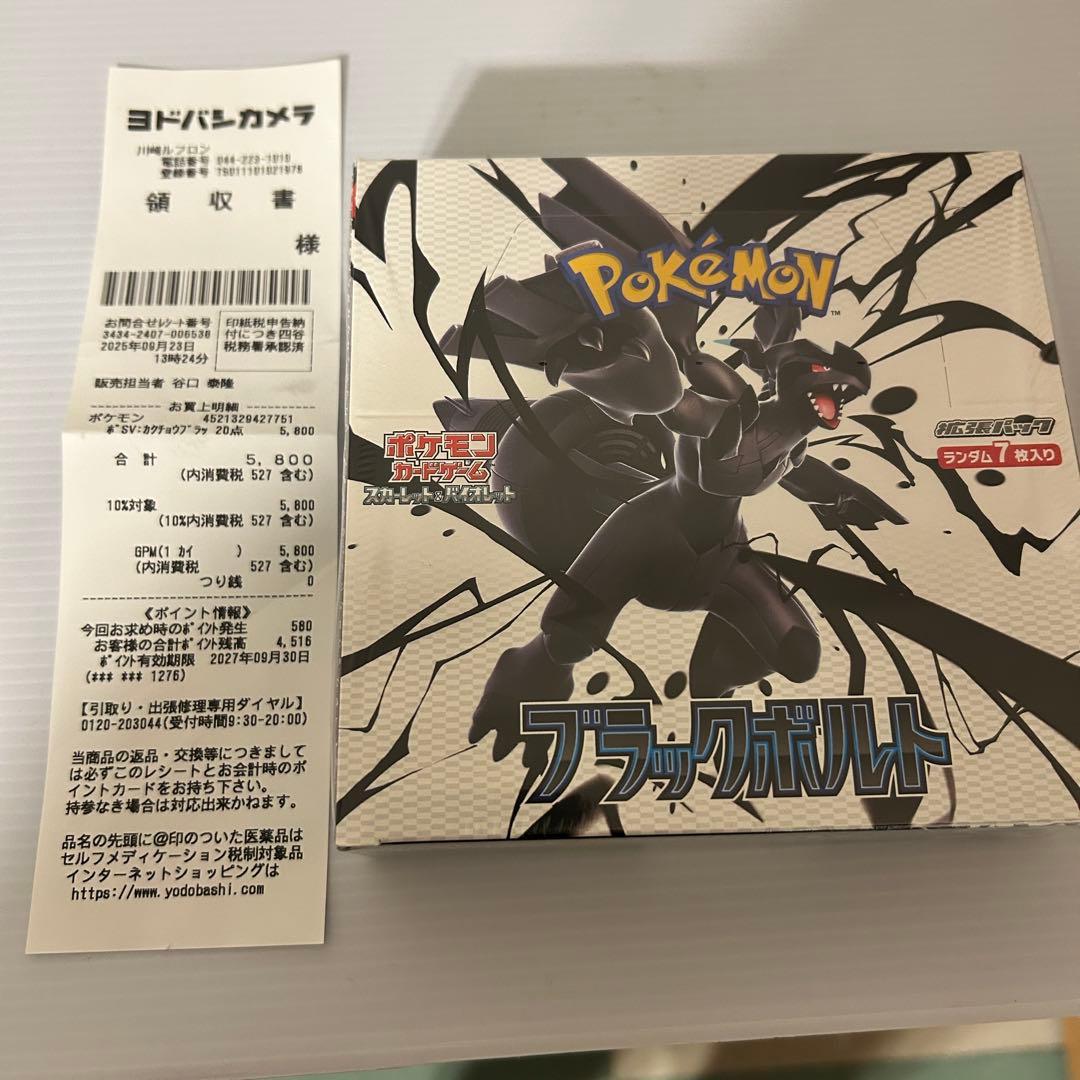 ヨドバシカメラ
川崎ルフロン
電話番号 044-223-1010
登録番号 T9011101021976
領 収 書
様
お問合せﾚｼｰﾄ番号
3434-2407-006536
2025年09月23日
13時24分
印紙税申告納
付につき四谷
税務署承認済
販売担当者 谷口 泰隆
---------- お買上明細 ----------
ポケモン 4521329427751
ﾎﾟSV:ｶｸﾁｮｳﾌﾞﾗｯ 20点 5,800
合 計 5,800
(内消費税 527 含む)
10%対象 5,800
(10%内消費税 527 含む)
GPM(1 ｶｲ ) 5,800
(内消費税 527 含む)
つり銭 0
《ポイント情報》
今回お求め時のﾎﾟｲﾝﾄ発生 580
お客様の合計ﾎﾟｲﾝﾄ残高 4,516
ﾎﾟｲﾝﾄ有効期限 2027年09月30日
(*** *** 1276)
【引取り・出張修理専用ダイヤル】
0120-203044(受付時間9:30-20:00)
当商品の返品・交換等につきまして
は必ずこのレシートとお会計時のポ
イントカードをお持ち下さい。
持参なき場合は対応出来かねます。
品名の先頭に@印のついた医薬品は
セルフメディケーション税制対象品
インターネットショッピングは
https://www.yodobashi.com
POKéMON
TM
ポケモン
カードゲーム
スカーレット&バイオレット
拡張パック
ランダム7枚入り
ブラックボルト